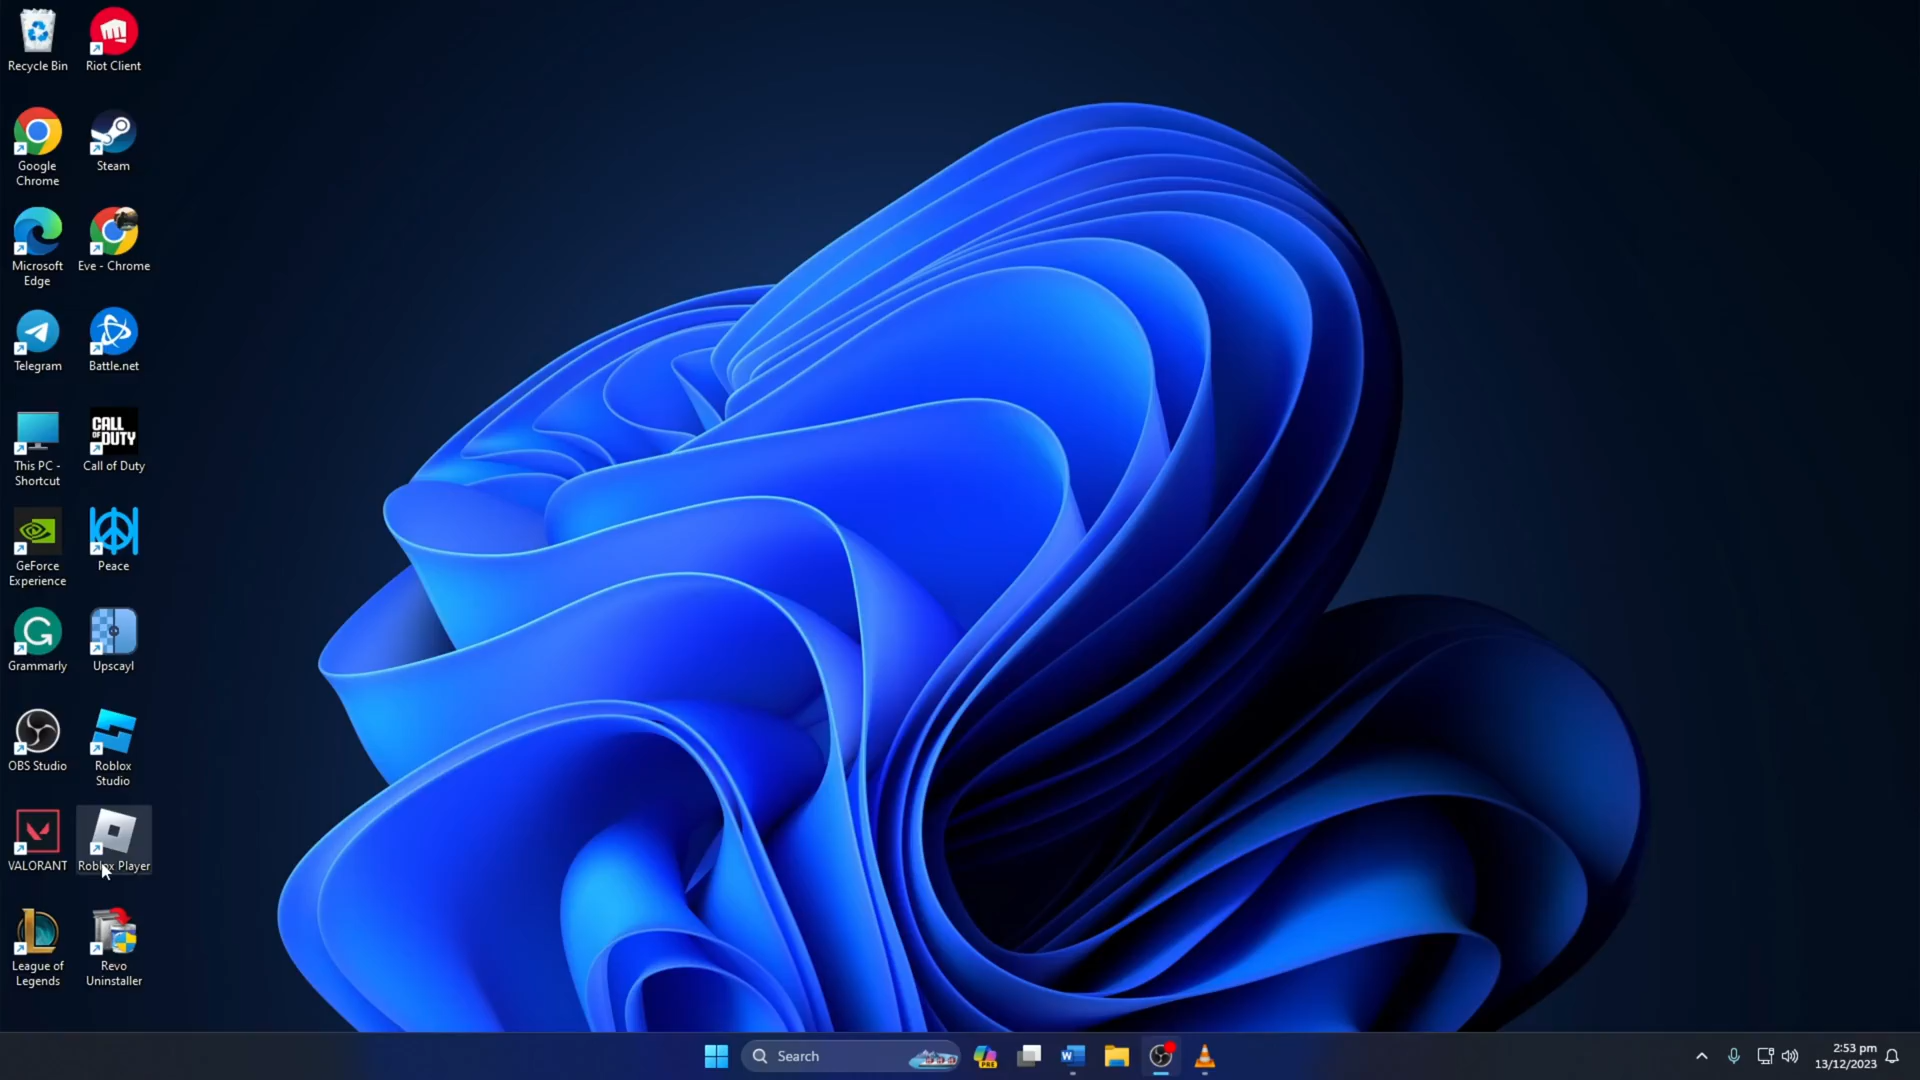 Recycle Bin
Riot Client
Google
Chrome
Steam
Microsoft
Edge
Eve - Chrome
Telegram
Battle.net
This PC -
Shortcut
CALL
OF DUTY
Call of Duty
GeForce
Experience
Peace
Grammarly
Upscayl
OBS Studio
Roblox
Studio
VALORANT
Roblox Player
League of
Legends
Revo
Uninstaller
Search
PRE
2:53 pm
13/12/2023